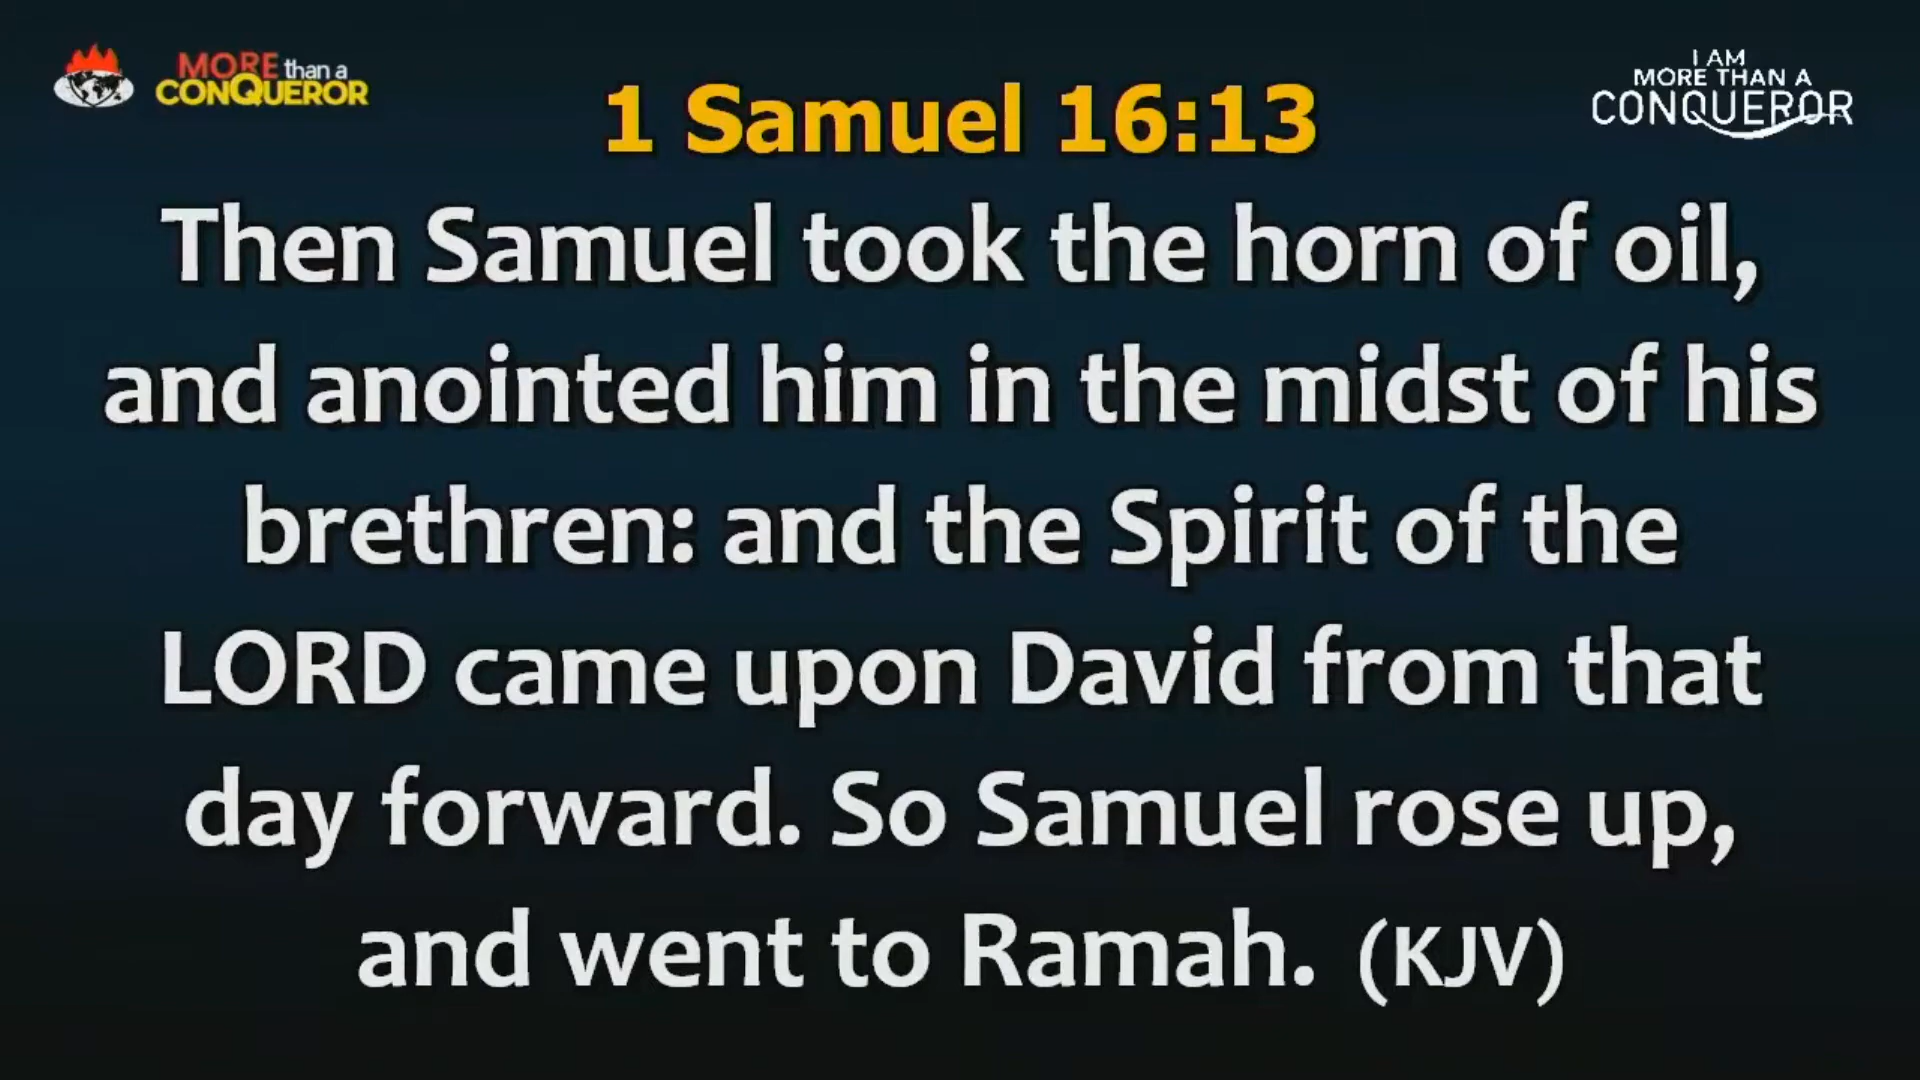 MORE than a
CONQUEROR
I AM
MORE THAN A
CONQUEROR
1 Samuel 16:13
Then Samuel took the horn of oil,
and anointed him in the midst of his
brethren: and the Spirit of the
LORD came upon David from that
day forward. So Samuel rose up,
and went to Ramah. (KJV)